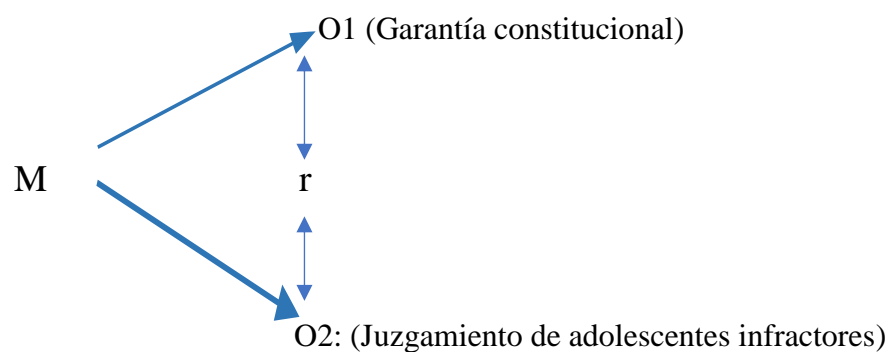 O1 (Garantía constitucional)
M
r
O2: (Juzgamiento de adolescentes infractores)